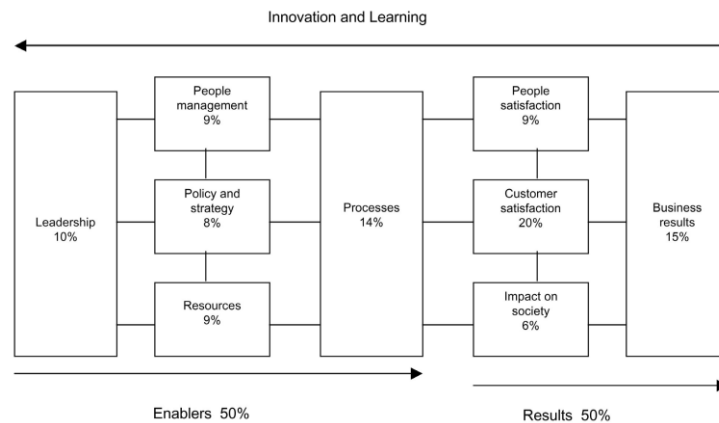 Innovation and Learning
Leadership
10%
People
management
9%
Policy and
strategy
8%
Resources
9%
Processes
14%
People
satisfaction
9%
Customer
satisfaction
20%
Impact on
society
6%
Business
results
15%
Enablers 50%
Results 50%